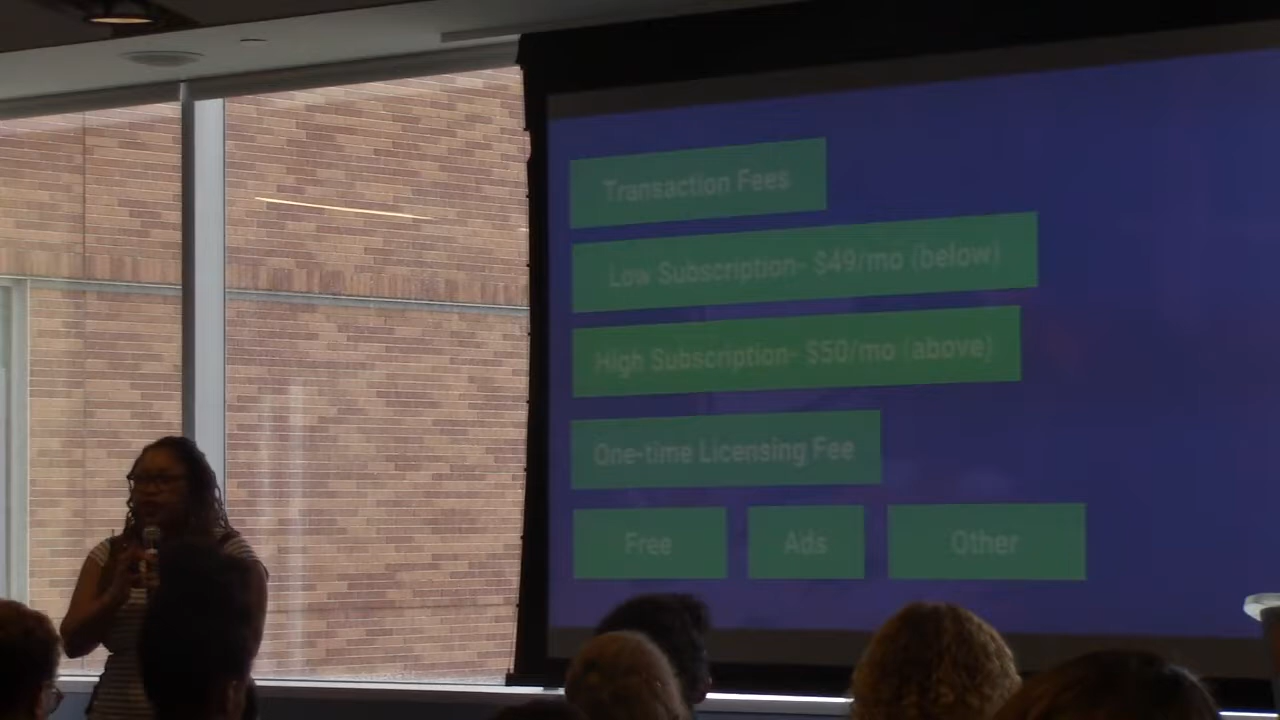 Transaction Fees
Low Subscription- $49/mo (below)
High Subscription- $50/mo (above)
One-time Licensing Fee
Free
Ads
Other